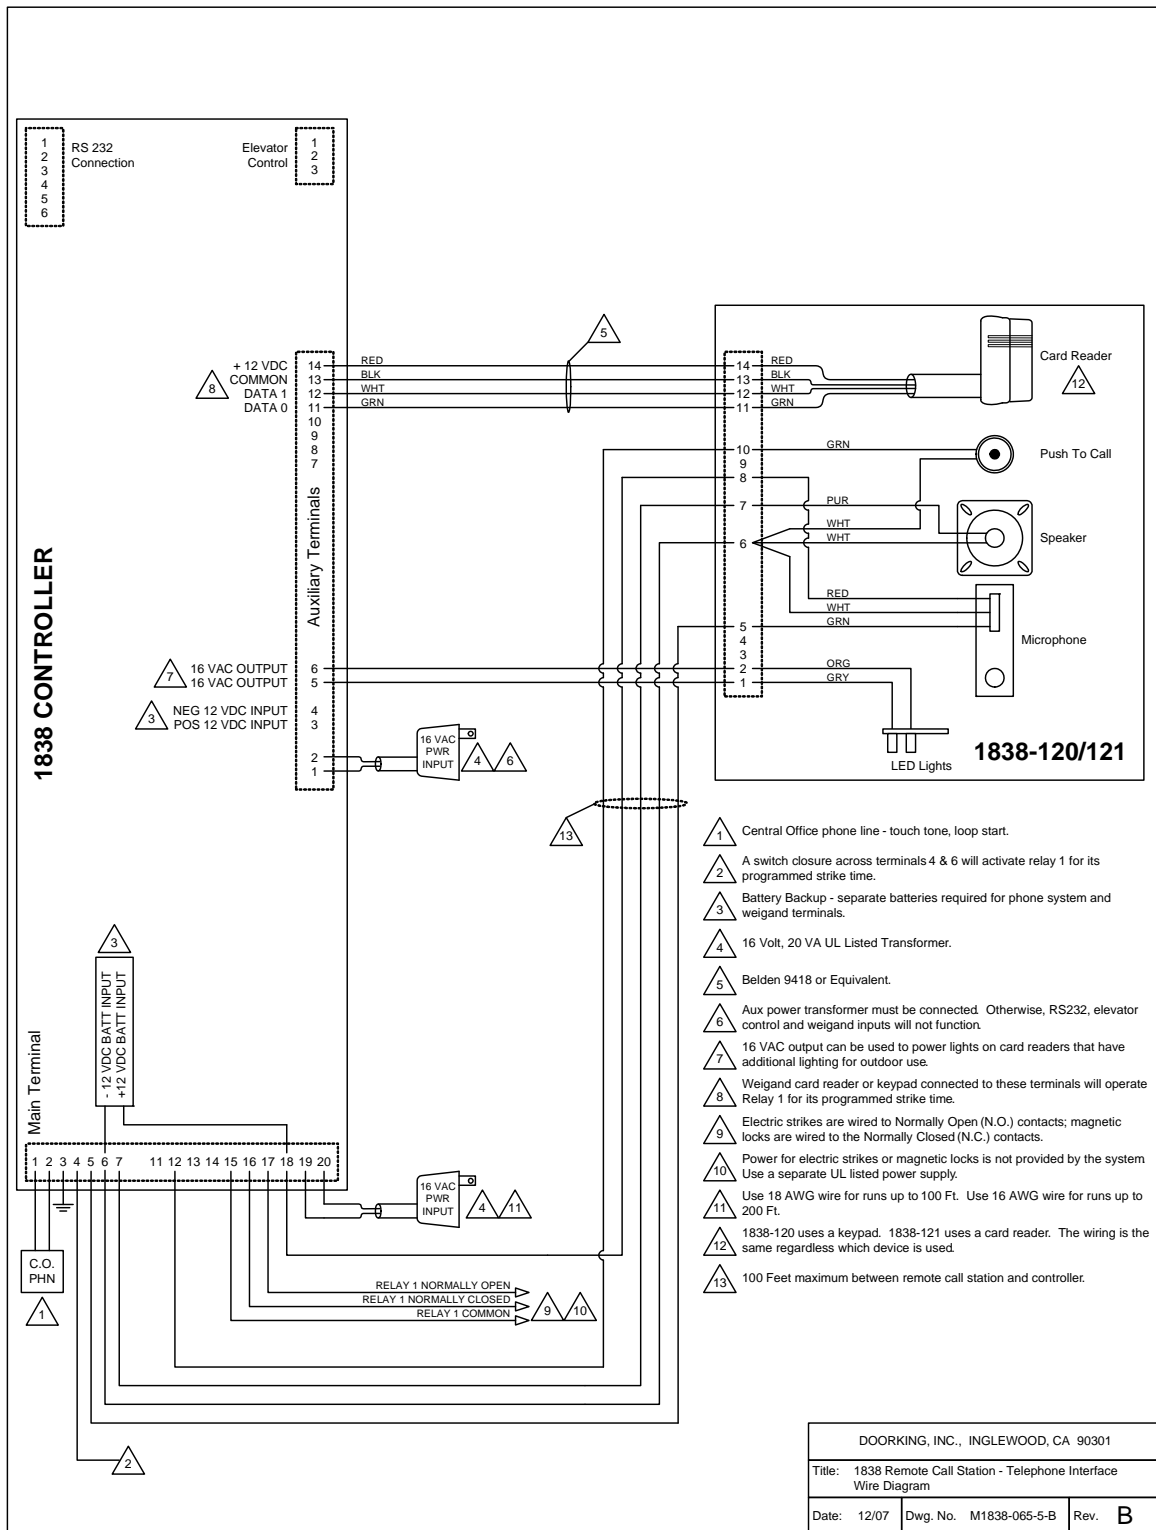 1
2
3
4
5
6
RS 232
Connection
Elevator
Control
1
2
3
1838 CONTROLLER
8
+ 12 VDC
COMMON
DATA 1
DATA 0
14
13
12
11
10
9
8
7
6
5
4
3
2
1
Auxiliary Terminals
RED
BLK
WHT
GRN
5
7
16 VAC OUTPUT
16 VAC OUTPUT
3
NEG 12 VDC INPUT
POS 12 VDC INPUT
16 VAC
PWR
INPUT
4
6
14
13
12
11
10
9
8
7
6
5
4
3
2
1
RED
BLK
WHT
GRN
GRN
PUR
WHT
WHT
RED
WHT
GRN
ORG
GRY
Card Reader
12
Push To Call
Speaker
Microphone
LED Lights
1838-120/121
13
3
- 12 VDC BATT INPUT
+12 VDC BATT INPUT
Main Terminal
1 2 3 4 5 6 7 11 12 13 14 15 16 17 18 19 20
C.O.
PHN
1
16 VAC
PWR
INPUT
4
11
RELAY 1 NORMALLY OPEN
RELAY 1 NORMALLY CLOSED
RELAY 1 COMMON
9
10
2
1 Central Office phone line - touch tone, loop start.
2 A switch closure across terminals 4 & 6 will activate relay 1 for its
programmed strike time.
3 Battery Backup - separate batteries required for phone system and
weigand terminals.
4 16 Volt, 20 VA UL Listed Transformer.
5 Belden 9418 or Equivalent.
6 Aux power transformer must be connected. Otherwise, RS232, elevator
control and weigand inputs will not function.
7 16 VAC output can be used to power lights on card readers that have
additional lighting for outdoor use.
8 Weigand card reader or keypad connected to these terminals will operate
Relay 1 for its programmed strike time.
9 Electric strikes are wired to Normally Open (N.O.) contacts; magnetic
locks are wired to the Normally Closed (N.C.) contacts.
10 Power for electric strikes or magnetic locks is not provided by the system.
Use a separate UL listed power supply.
11 Use 18 AWG wire for runs up to 100 Ft. Use 16 AWG wire for runs up to
200 Ft.
12 1838-120 uses a keypad. 1838-121 uses a card reader. The wiring is the
same regardless which device is used.
13 100 Feet maximum between remote call station and controller.
DOORKING, INC., INGLEWOOD, CA 90301
Title: 1838 Remote Call Station - Telephone Interface
Wire Diagram
Date: 12/07 Dwg. No. M1838-065-5-B Rev. B